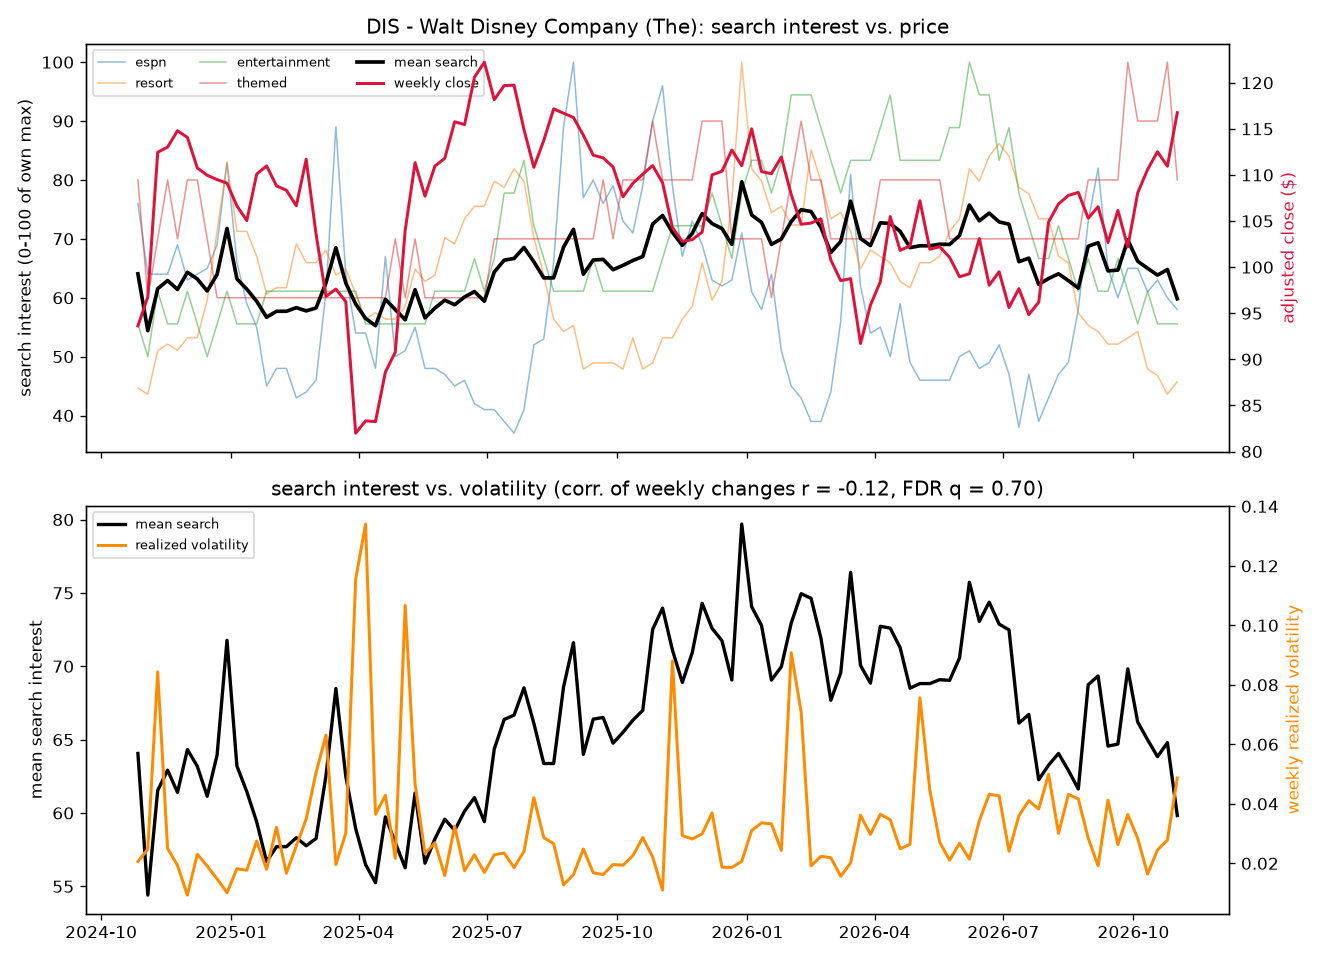 DIS - Walt Disney Company (The): search interest vs. price
espn
resort
entertainment
themed
mean search
weekly close
100
90
80
70
60
50
40
search interest (0-100 of own max)
120
115
110
105
100
95
90
85
80
adjusted close ($)
search interest vs. volatility (corr. of weekly changes r = -0.12, FDR q = 0.70)
mean search
realized volatility
80
75
70
65
60
55
mean search interest
0.14
0.12
0.10
0.08
0.06
0.04
0.02
weekly realized volatility
2024-10
2025-01
2025-04
2025-07
2025-10
2026-01
2026-04
2026-07
2026-10